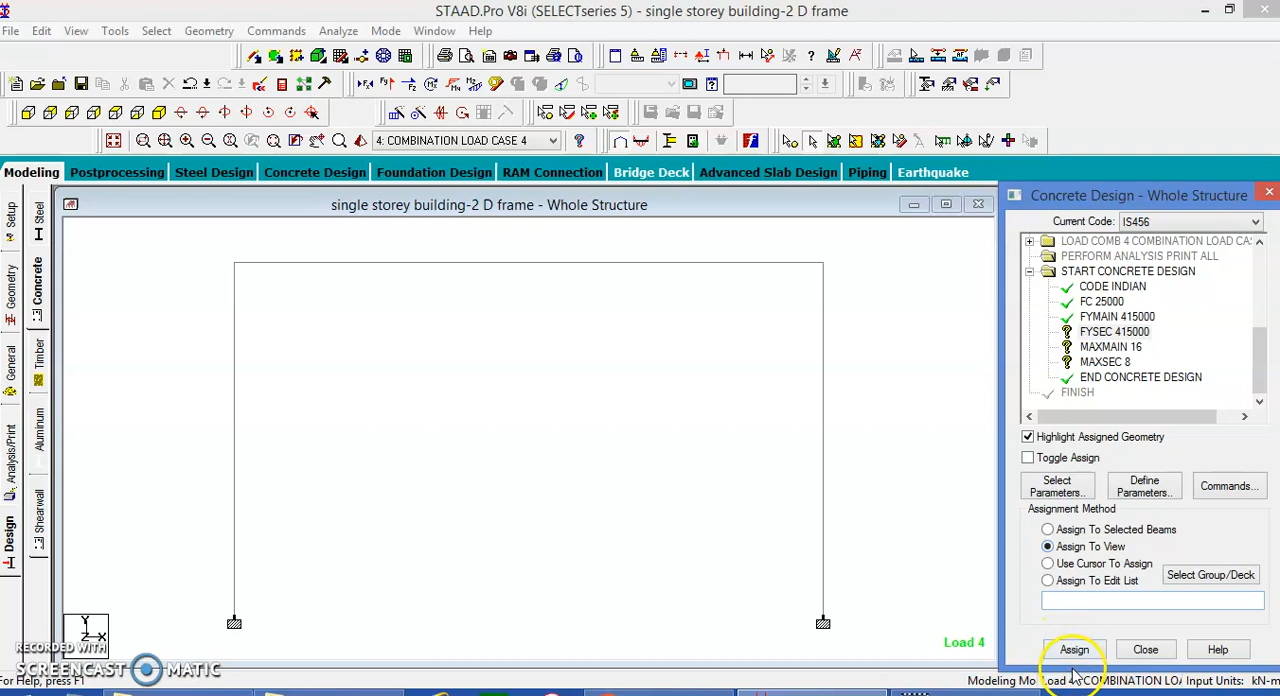 STAAD.Pro V8i (SELECTseries 5) - single storey building-2 D frame
File Edit View Tools Select Geometry Commands Analyze Mode Window Help
4: COMBINATION LOAD CASE 4
Modeling Postprocessing Steel Design Concrete Design Foundation Design RAM Connection Bridge Deck Advanced Slab Design Piping Earthquake
single storey building-2 D frame - Whole Structure
Setup
Geometry
General
Analysis/Print
Design
Steel
Concrete
Timber
Aluminum
Shearwall
Y
X
Load 4
Concrete Design - Whole Structure
Current Code: IS456
LOAD COMB 4 COMBINATION LOAD CA
PERFORM ANALYSIS PRINT ALL
START CONCRETE DESIGN
CODE INDIAN
FC 25000
FYMAIN 415000
FYSEC 415000
MAXMAIN 16
MAXSEC 8
END CONCRETE DESIGN
FINISH
Highlight Assigned Geometry
Toggle Assign
Select Parameters..
Define Parameters..
Commands...
Assignment Method
Assign To Selected Beams
Assign To View
Use Cursor To Assign
Assign To Edit List
Select Group/Deck
Assign Close Help
RECORDED WITH
SCREENCAST MATIC
For Help, press F1
Modeling Mo Load 4 COMBINATION LOA Input Units: kN-m